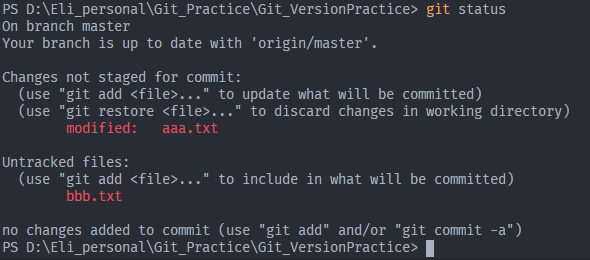 PS D:\Eli_personal\Git_Practice\Git_VersionPractice> git status
On branch master
Your branch is up to date with 'origin/master'.

Changes not staged for commit:
  (use "git add <file>..." to update what will be committed)
  (use "git restore <file>..." to discard changes in working directory)
        modified:   aaa.txt

Untracked files:
  (use "git add <file>..." to include in what will be committed)
        bbb.txt

no changes added to commit (use "git add" and/or "git commit -a")
PS D:\Eli_personal\Git_Practice\Git_VersionPractice>